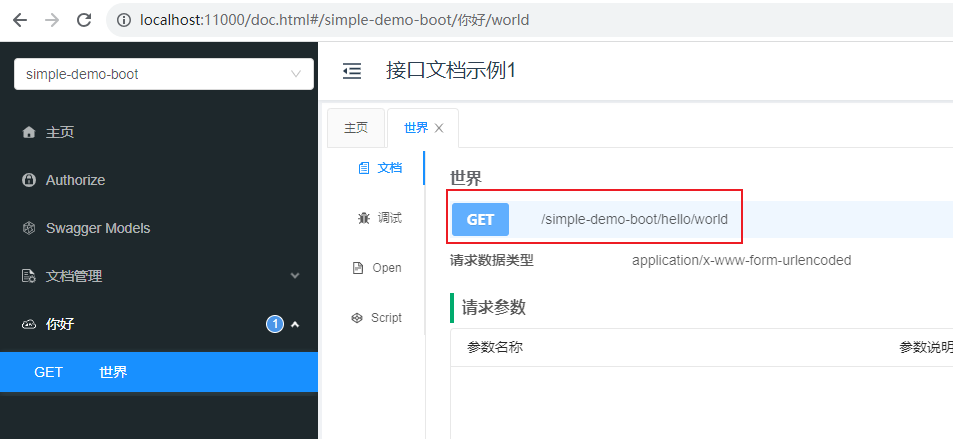 localhost:11000/doc.html#/simple-demo-boot/你好/world
simple-demo-boot
接口文档示例1
主页
Authorize
Swagger Models
文档管理
你好 1
GET 世界
主页 世界
文档
调试
Open
Script
世界
GET /simple-demo-boot/hello/world
请求数据类型 application/x-www-form-urlencoded
请求参数
参数名称 参数说明